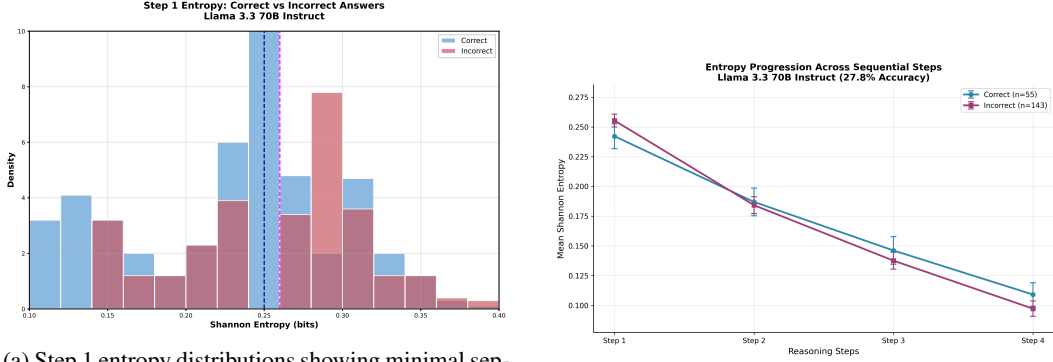 Step 1 Entropy: Correct vs Incorrect Answers
Llama 3.3 70B Instruct
Correct
Incorrect
Density
10
8
6
4
2
0
0.10 0.15 0.20 0.25 0.30 0.35 0.40
Shannon Entropy (bits)
(a) Step 1 entropy distributions showing minimal sep-
Entropy Progression Across Sequential Steps
Llama 3.3 70B Instruct (27.8% Accuracy)
Correct (n=55)
Incorrect (n=143)
Mean Shannon Entropy
0.275
0.250
0.225
0.200
0.175
0.150
0.125
0.100
Step 1 Step 2 Step 3 Step 4
Reasoning Steps